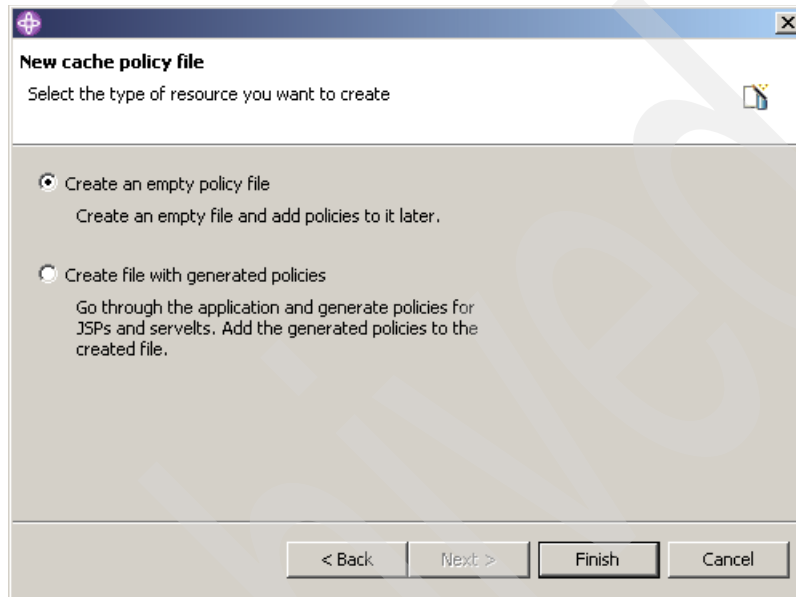 New cache policy file
Select the type of resource you want to create
Create an empty policy file
Create an empty file and add policies to it later.
Create file with generated policies
Go through the application and generate policies for
JSPs and servelts. Add the generated policies to the
created file.
< Back Next > Finish Cancel